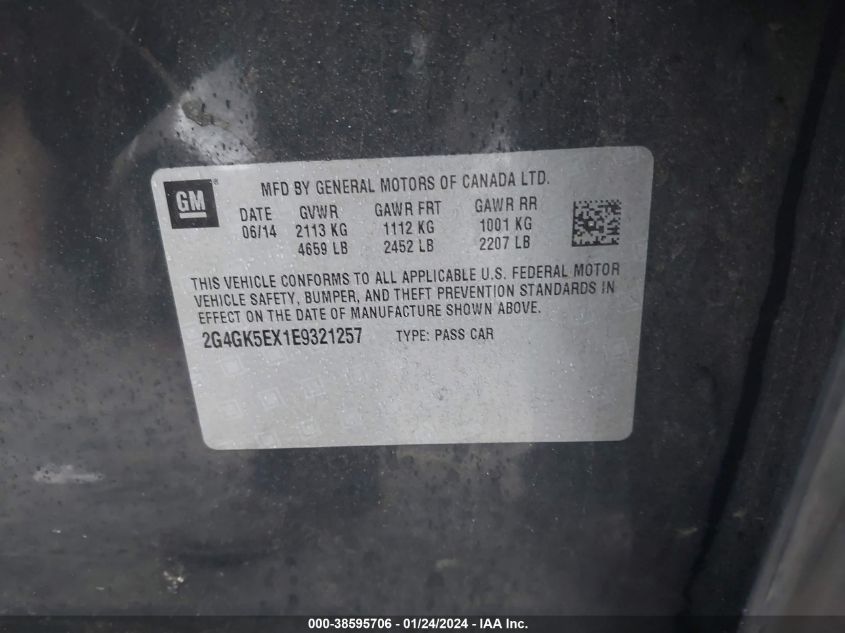 GM®
MFD BY GENERAL MOTORS OF CANADA LTD.
DATE GVWR GAWR FRT GAWR RR
06/14 2113 KG 1112 KG 1001 KG
4659 LB 2452 LB 2207 LB
THIS VEHICLE CONFORMS TO ALL APPLICABLE U.S. FEDERAL MOTOR
VEHICLE SAFETY, BUMPER, AND THEFT PREVENTION STANDARDS IN
EFFECT ON THE DATE OF MANUFACTURE SHOWN ABOVE.
2G4GK5EX1E9321257 TYPE: PASS CAR
000-38595706 - 01/24/2024 - IAA Inc.